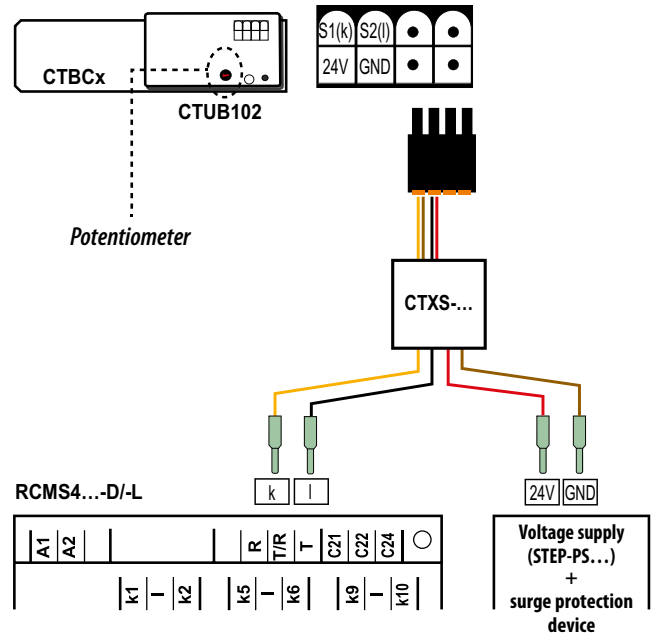 S1(k) S2(l)
24V GND
CTBCx
CTUB102
Potentiometer
CTXS-...
RCMS4...-D/-L
k l
24V GND
A1 A2 R T/R T C21 C22 C24
k1 l k2 k5 l k6 k9 l k10
Voltage supply
(STEP-PS...)
+
surge protection
device